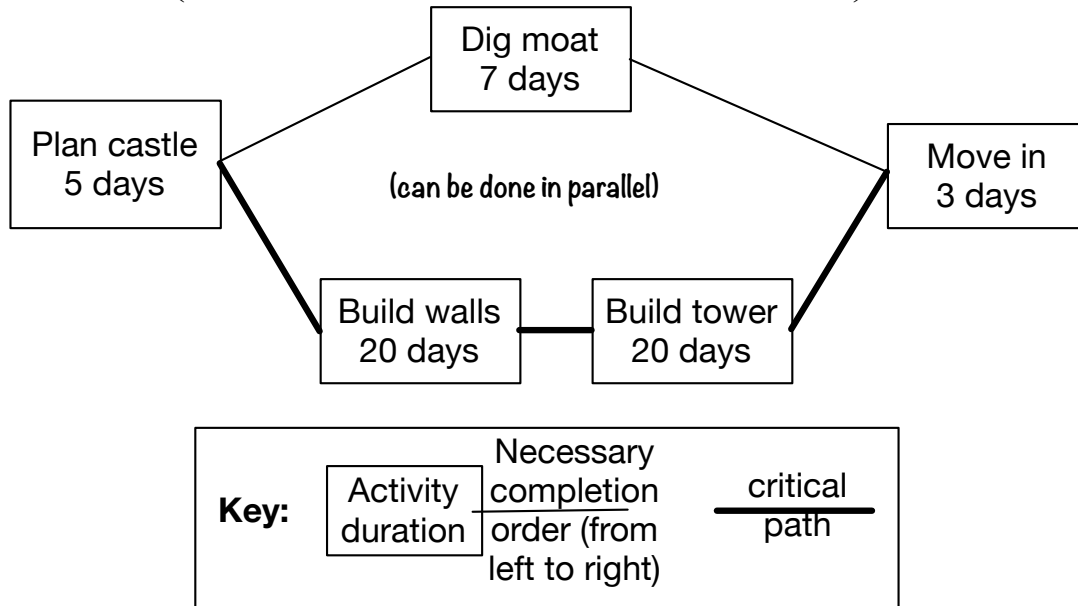 Dig moat
7 days
Plan castle
5 days
Move in
3 days
(can be done in parallel)
Build walls
20 days
Build tower
20 days
Key:
Activity
duration
Necessary
completion
order (from
left to right)
critical
path